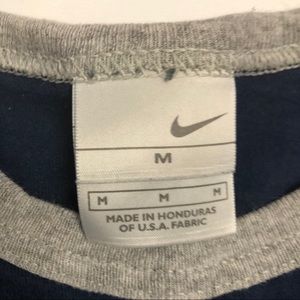 M
M M M
MADE IN HONDURAS
OF U.S.A. FABRIC